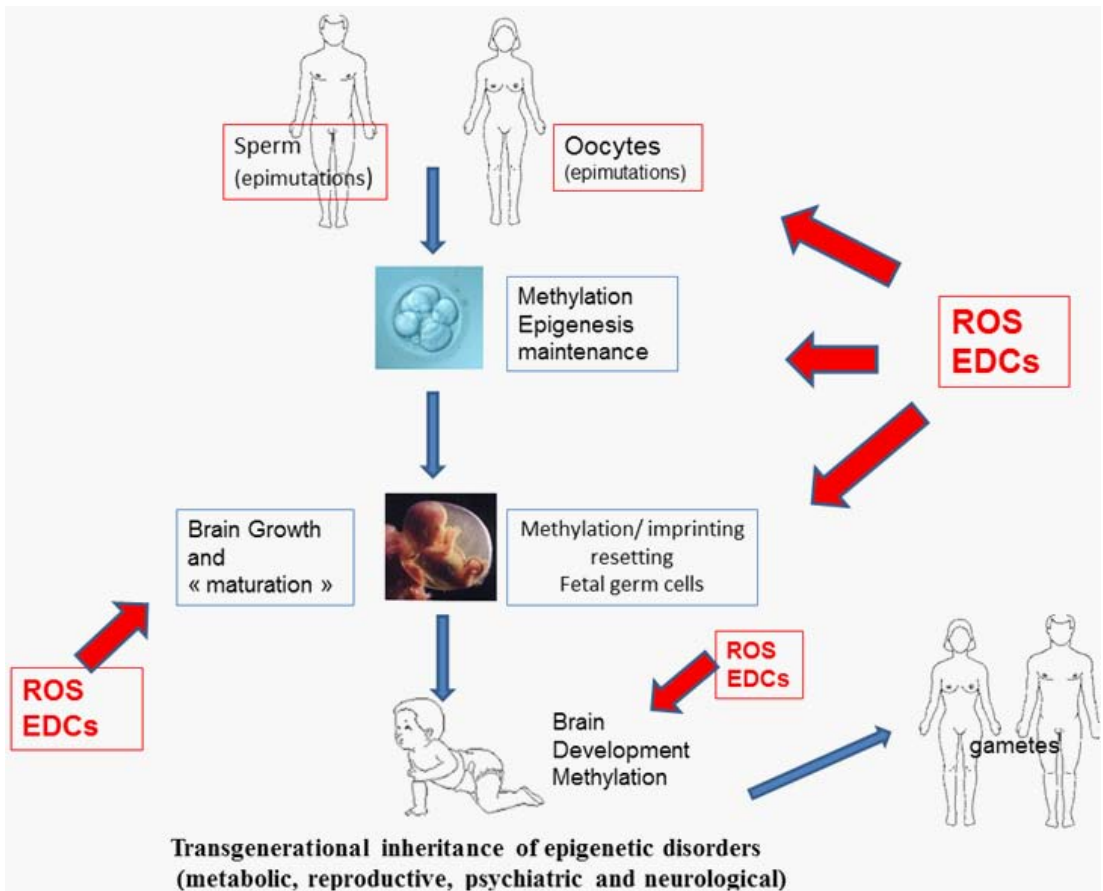 Sperm
(epimutations)
Oocytes
(epimutations)
Methylation
Epigenesis
maintenance
ROS
EDCs
Brain Growth
and
« maturation »
Methylation/ imprinting
resetting
Fetal germ cells
ROS
EDCs
ROS
EDCs
Brain
Development
Methylation
gametes
Transgenerational inheritance of epigenetic disorders
(metabolic, reproductive, psychiatric and neurological)